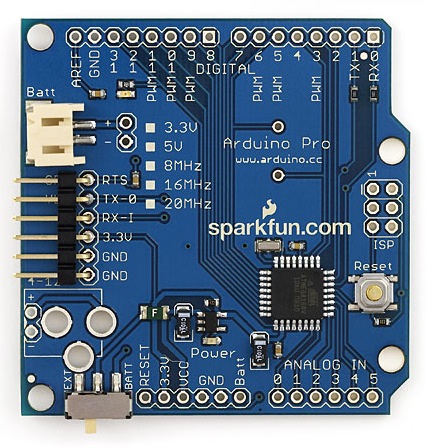 AREF
GND
13
12
11 PWM
10 PWM
9 PWM
8
DIGITAL
7
6 PWM
5 PWM
4
3 PWM
2
TX1
RX0
Batt
+
-
3.3V
5V
8MHz
16MHz
20MHz
Arduino Pro
www.arduino.cc
RTS
TX-O
RX-I
3.3V
GND
GND
sparkfun.com
1
ISP
Reset
+
-
F
Power
EXT
BATT
RESET
3.3V
VCC
GND
Batt
ANALOG IN
0 1 2 3 4 5